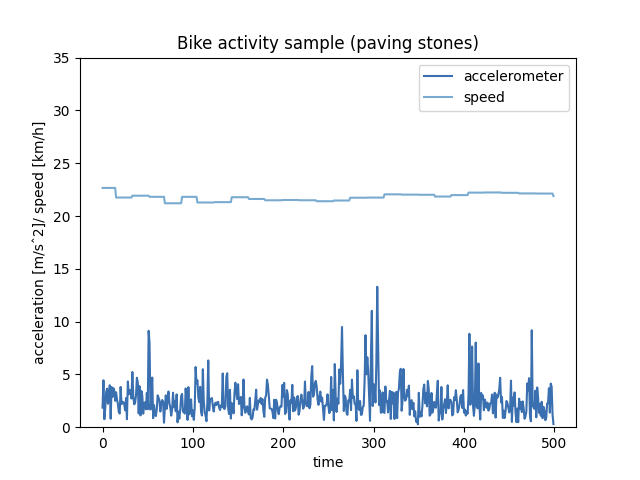 Bike activity sample (paving stones)
accelerometer
speed
acceleration [m/s^2]/ speed [km/h]
35
30
25
20
15
10
5
0
0 100 200 300 400 500
time